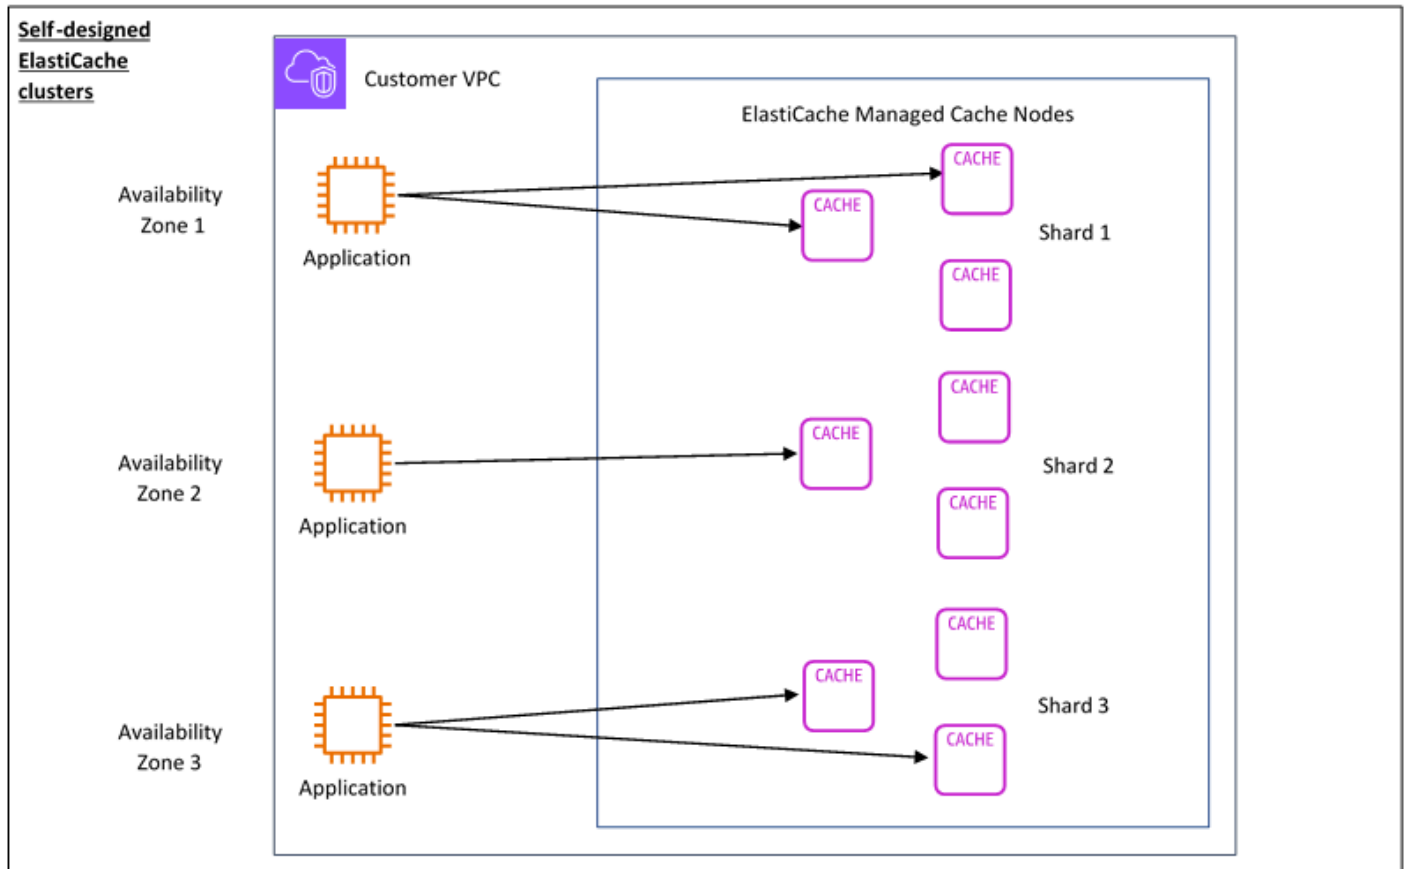 Self-designed
ElastiCache
clusters
Customer VPC
ElastiCache Managed Cache Nodes
Availability
Zone 1
Application
CACHE
CACHE
CACHE
Shard 1
Availability
Zone 2
Application
CACHE
CACHE
CACHE
Shard 2
Availability
Zone 3
Application
CACHE
CACHE
CACHE
Shard 3